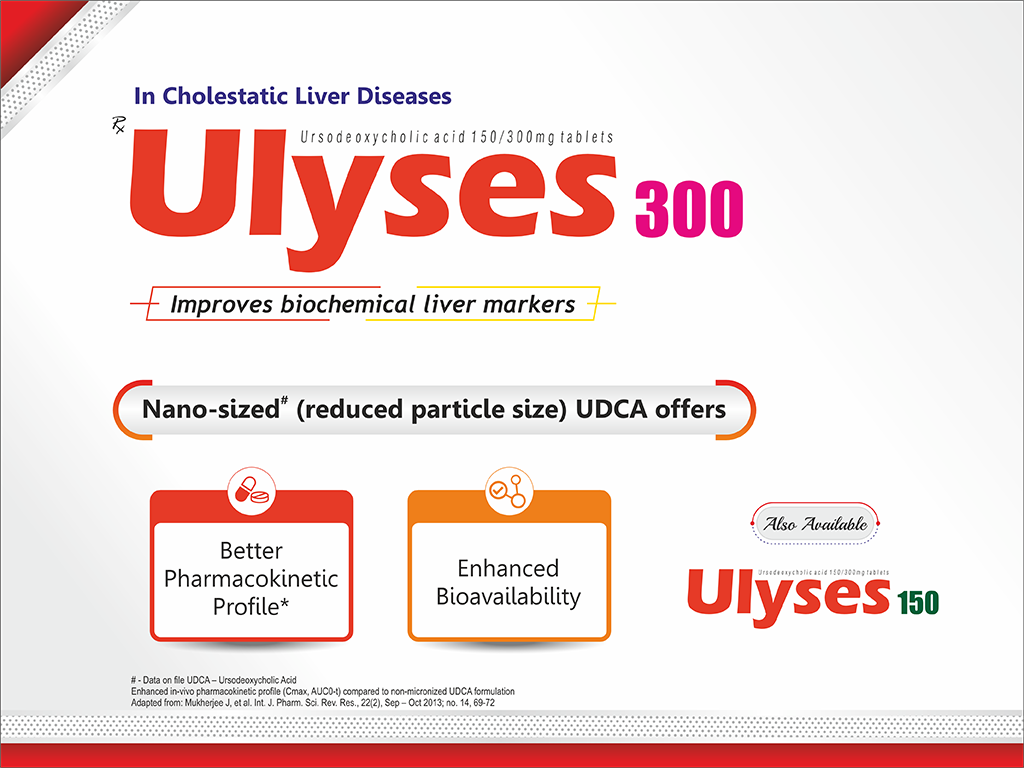 In Cholestatic Liver Diseases
Rx
Ursodeoxycholic acid 150/300mg tablets
Ulyses 300
Improves biochemical liver markers
Nano-sized# (reduced particle size) UDCA offers
Better
Pharmacokinetic
Profile*
Enhanced
Bioavailability
Also Available
Ursodeoxycholic acid 150/300mg tablets
Ulyses 150
# - Data on file UDCA – Ursodeoxycholic Acid
Enhanced in-vivo pharmacokinetic profile (Cmax, AUC0-t) compared to non-micronized UDCA formulation
Adapted from: Mukherjee J, et al. Int. J. Pharm. Sci. Rev. Res., 22(2), Sep – Oct 2013; no. 14, 69-72